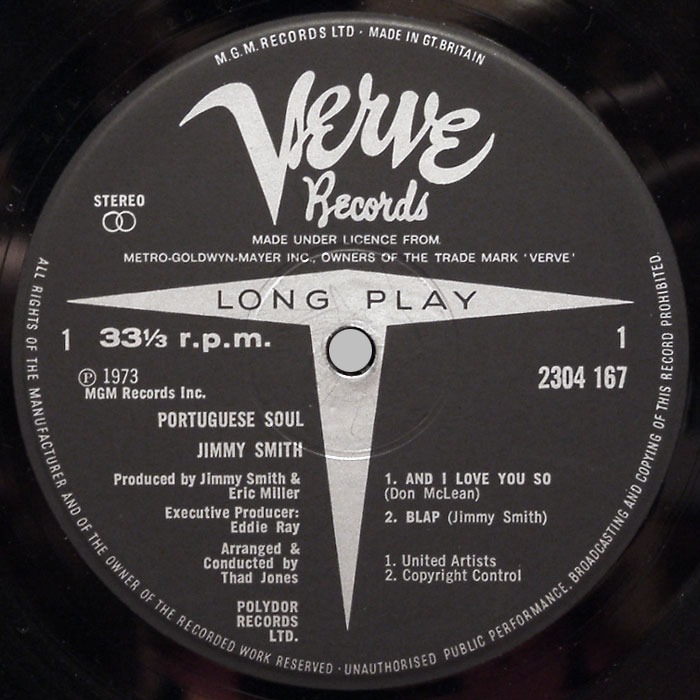 M.G.M. RECORDS LTD · MADE IN GT. BRITAIN
Verve
Records
STEREO
MADE UNDER LICENCE FROM
METRO-GOLDWYN-MAYER INC., OWNERS OF THE TRADE MARK 'VERVE'
LONG PLAY
1 33⅓ r.p.m. 1
℗ 1973 2304 167
MGM Records Inc.
PORTUGUESE SOUL
JIMMY SMITH
Produced by Jimmy Smith &
Eric Miller
Executive Producer:
Eddie Ray
Arranged &
Conducted by
Thad Jones
POLYDOR
RECORDS
LTD.
1. AND I LOVE YOU SO
(Don McLean)
2. BLAP (Jimmy Smith)
1. United Artists
2. Copyright Control
ALL RIGHTS OF THE MANUFACTURER AND OF THE OWNER OF THE RECORDED WORK RESERVED · UNAUTHORISED PUBLIC PERFORMANCE, BROADCASTING AND COPYING OF THIS RECORD PROHIBITED.